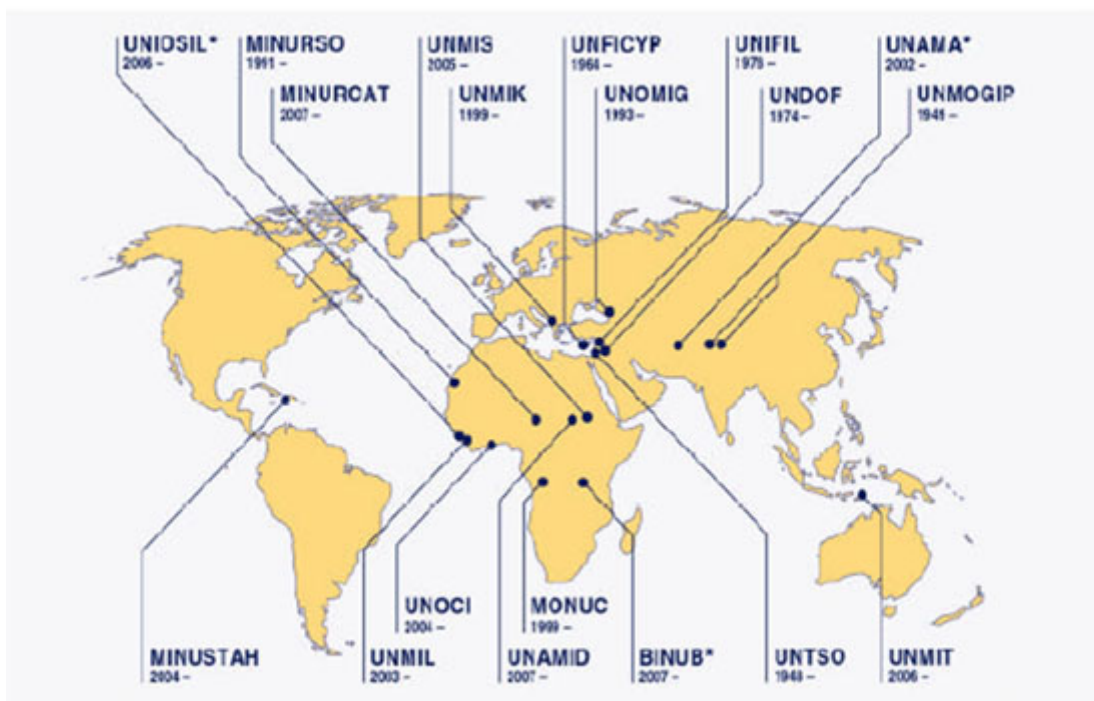 UNIOSIL* MINURSO UNMIS UNFICYP UNIFIL UNAMA*
2006 – 1991 – 2005 – 1964 – 1978 – 2002 –
MINURCAT UNMIK UNOMIG UNDOF UNMOGIP
2007 – 1999 – 1993 – 1974 – 1949 –
UNOCI MONUC
2004 – 1999 –
MINUSTAH UNMIL UNAMID BINUB* UNTSO UNMIT
2004 – 2003 – 2007 – 2007 – 1948 – 2006 –